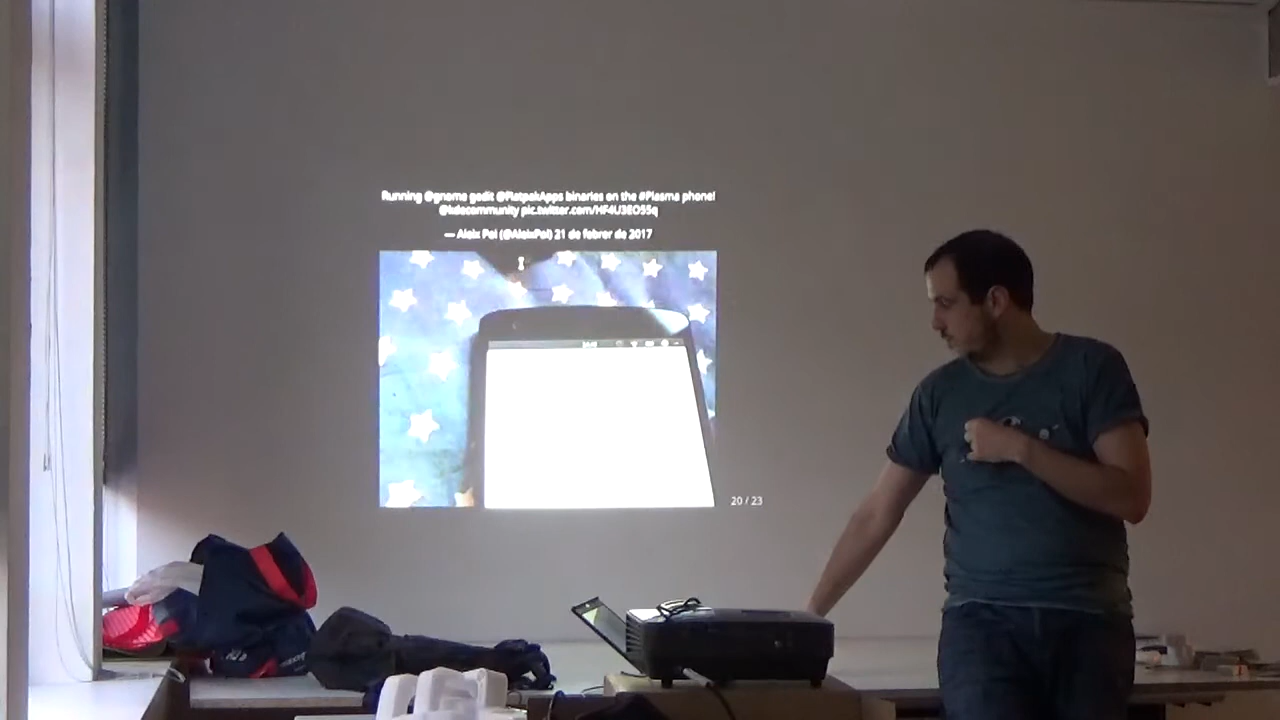 Running @gnome gedit @FlatpakApps binaries on the #Plasma phone!
@kdecommunity pic.twitter.com/HF4U3EO55q
— Aleix Pol (@AleixPol) 21 de febrer de 2017
20 / 23